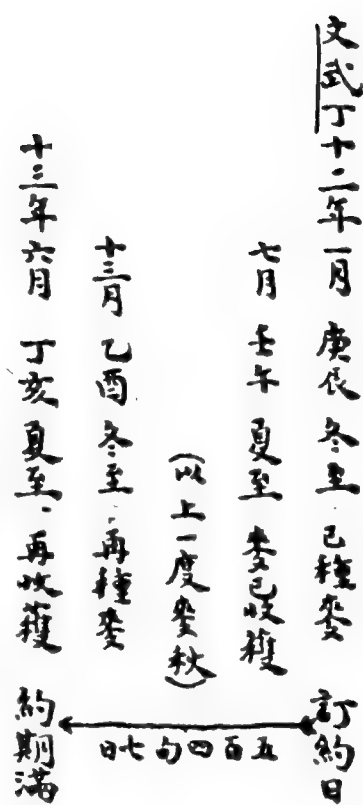 文武丁十二年一月 庚辰 冬至.已種麥 訂約日
七月 壬午 夏至 麥已收穫
(以上一度麥秋)
五百四旬七日
十三月 乙酉 冬至.再種麥
十三年六月 丁亥 夏至.再收穫 約期滿